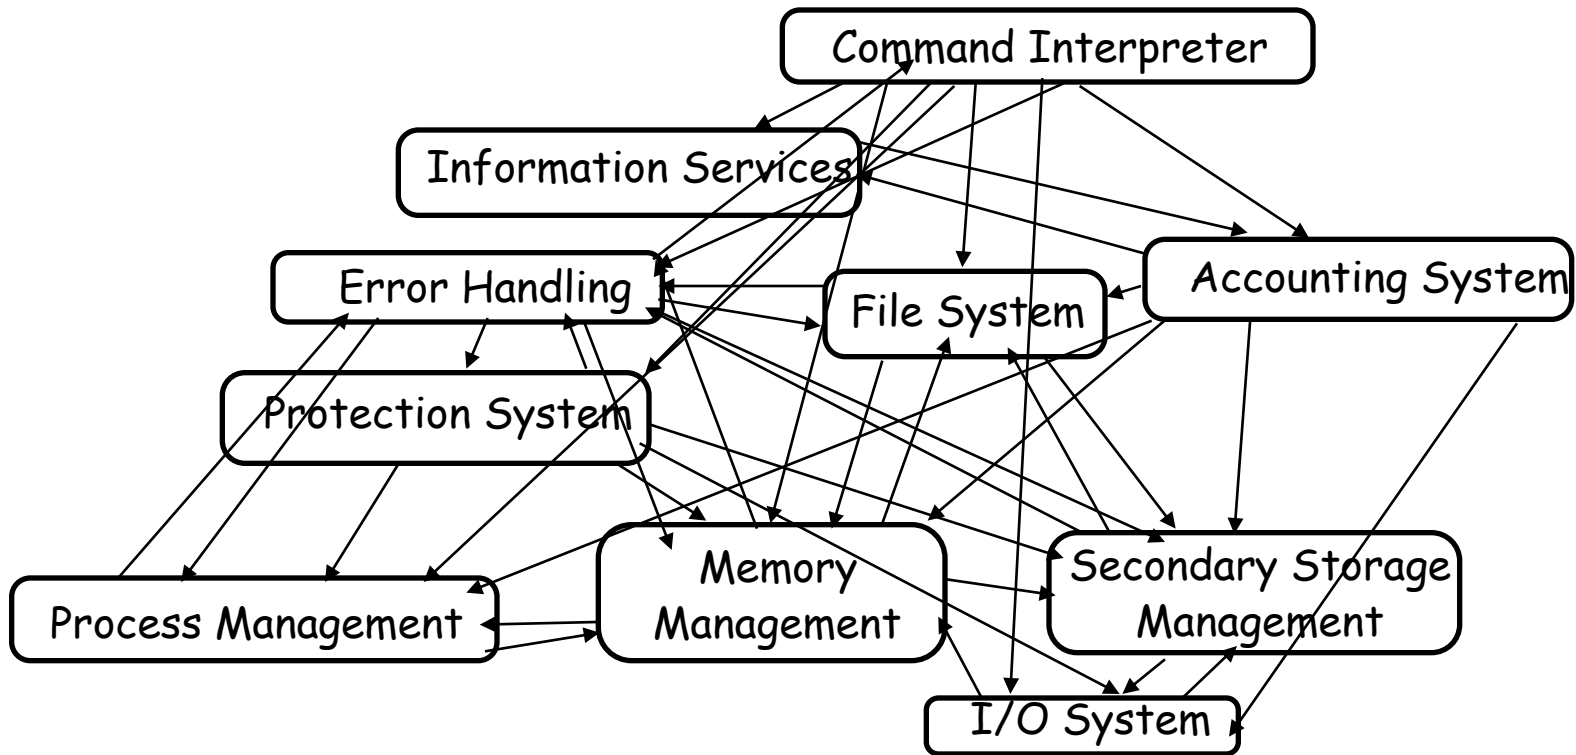 Command Interpreter
Information Services
Error Handling
File System
Accounting System
Protection System
Memory
Management
Secondary Storage
Management
Process Management
I/O System